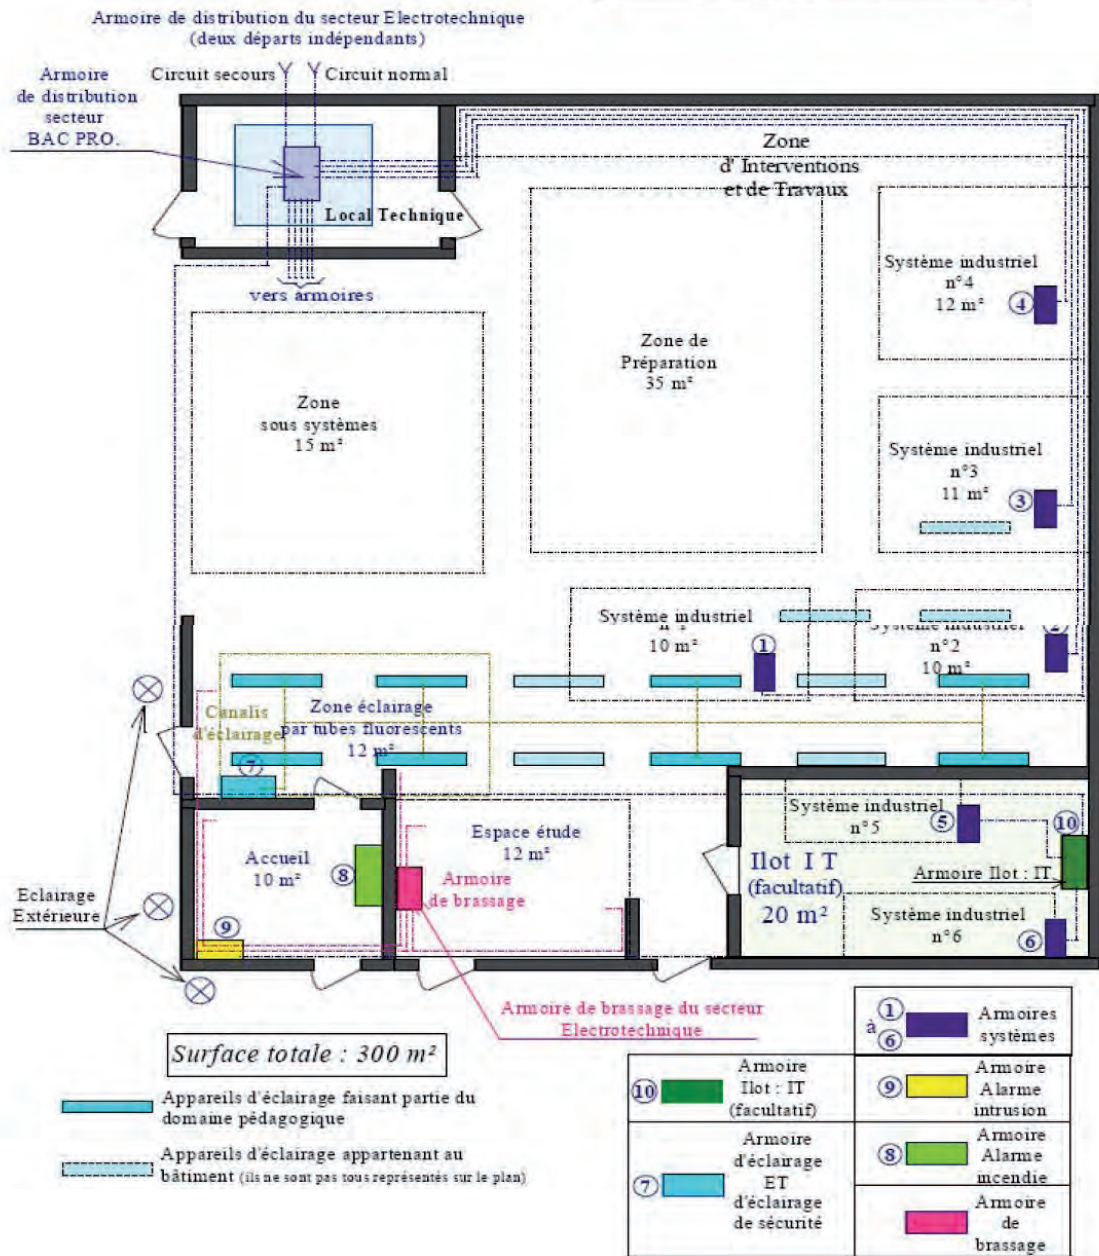 Armoire de distribution du secteur Electrotechnique
(deux départs indépendants)
Circuit secours
Circuit normal
Armoire
de distribution
secteur
BAC PRO.
Local Technique
vers armoires
Zone
d' Interventions
et de Travaux
Système industriel
n°4
12 m²
4
Zone de
Préparation
35 m²
Zone
sous systèmes
15 m²
Système industriel
n°3
11 m²
3
Système industriel
10 m²
1
n°2
10 m²
Canalis
d'éclairage
Zone éclairage
par tubes fluorescents
12 m²
7
Accueil
10 m²
8
9
Espace étude
12 m²
Armoire
de brassage
Système industriel
n°5
5
10
Ilot I T
(facultatif)
20 m²
Armoire Ilot : IT
Système industriel
n°6
6
Eclairage
Extérieure
Armoire de brassage du secteur
Electrotechnique
Surface totale : 300 m²
Appareils d'éclairage faisant partie du
domaine pédagogique
Appareils d'éclairage appartenant au
bâtiment (ils ne sont pas tous représentés sur le plan)
1
à
6
Armoires
systèmes
10
Armoire
Ilot : IT
(facultatif)
9
Armoire
Alarme
intrusion
7
Armoire
d'éclairage
ET
d'éclairage
de sécurité
8
Armoire
Alarme
incendie
Armoire
de
brassage